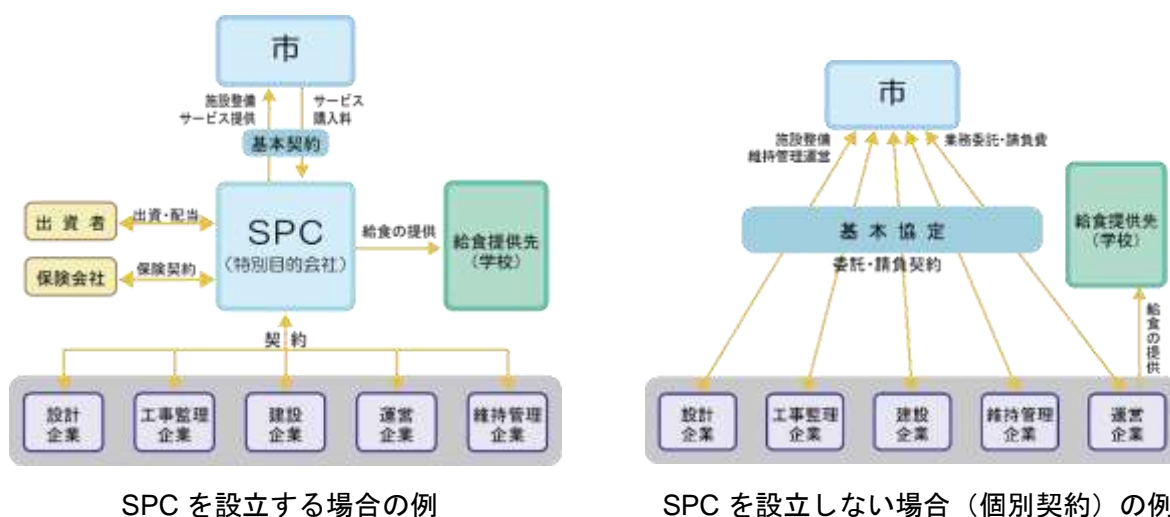 市
施設整備
サービス提供
サービス
購入料
基本契約
出資者
出資・配当
保険会社
保険契約
SPC
(特別目的会社)
給食の提供
給食提供先
(学校)
契約
設計
企業
工事監理
企業
建設
企業
運営
企業
維持管理
企業
SPC を設立する場合の例
市
施設整備
維持管理運営
業務委託・請負費
基本協定
委託・請負契約
給食提供先
(学校)
給食の提供
設計
企業
工事監理
企業
建設
企業
維持管理
企業
運営
企業
SPC を設立しない場合（個別契約）の例